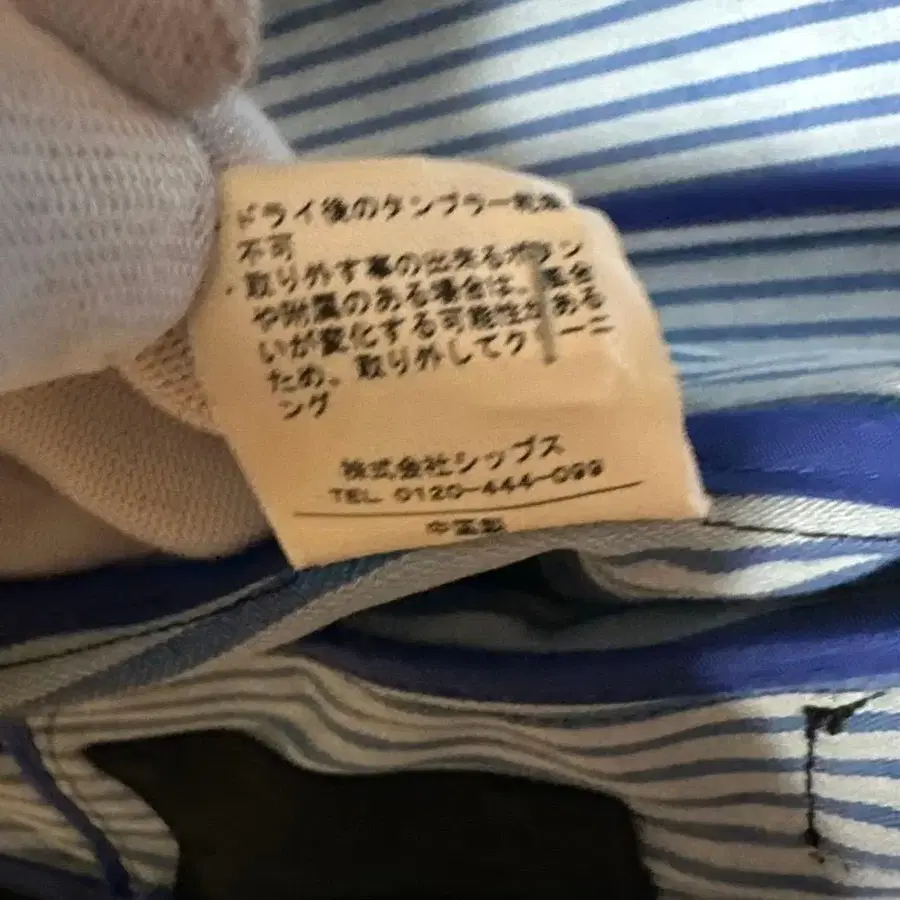 ドライ後のタンブラー乾燥
不可
・取り外す事の出来るボタン
や附属のある場合は、風合
いが変化する可能性がある
ため、取り外してクリーニ
ング
株式会社シップス
TEL 0120-444-099
中国製